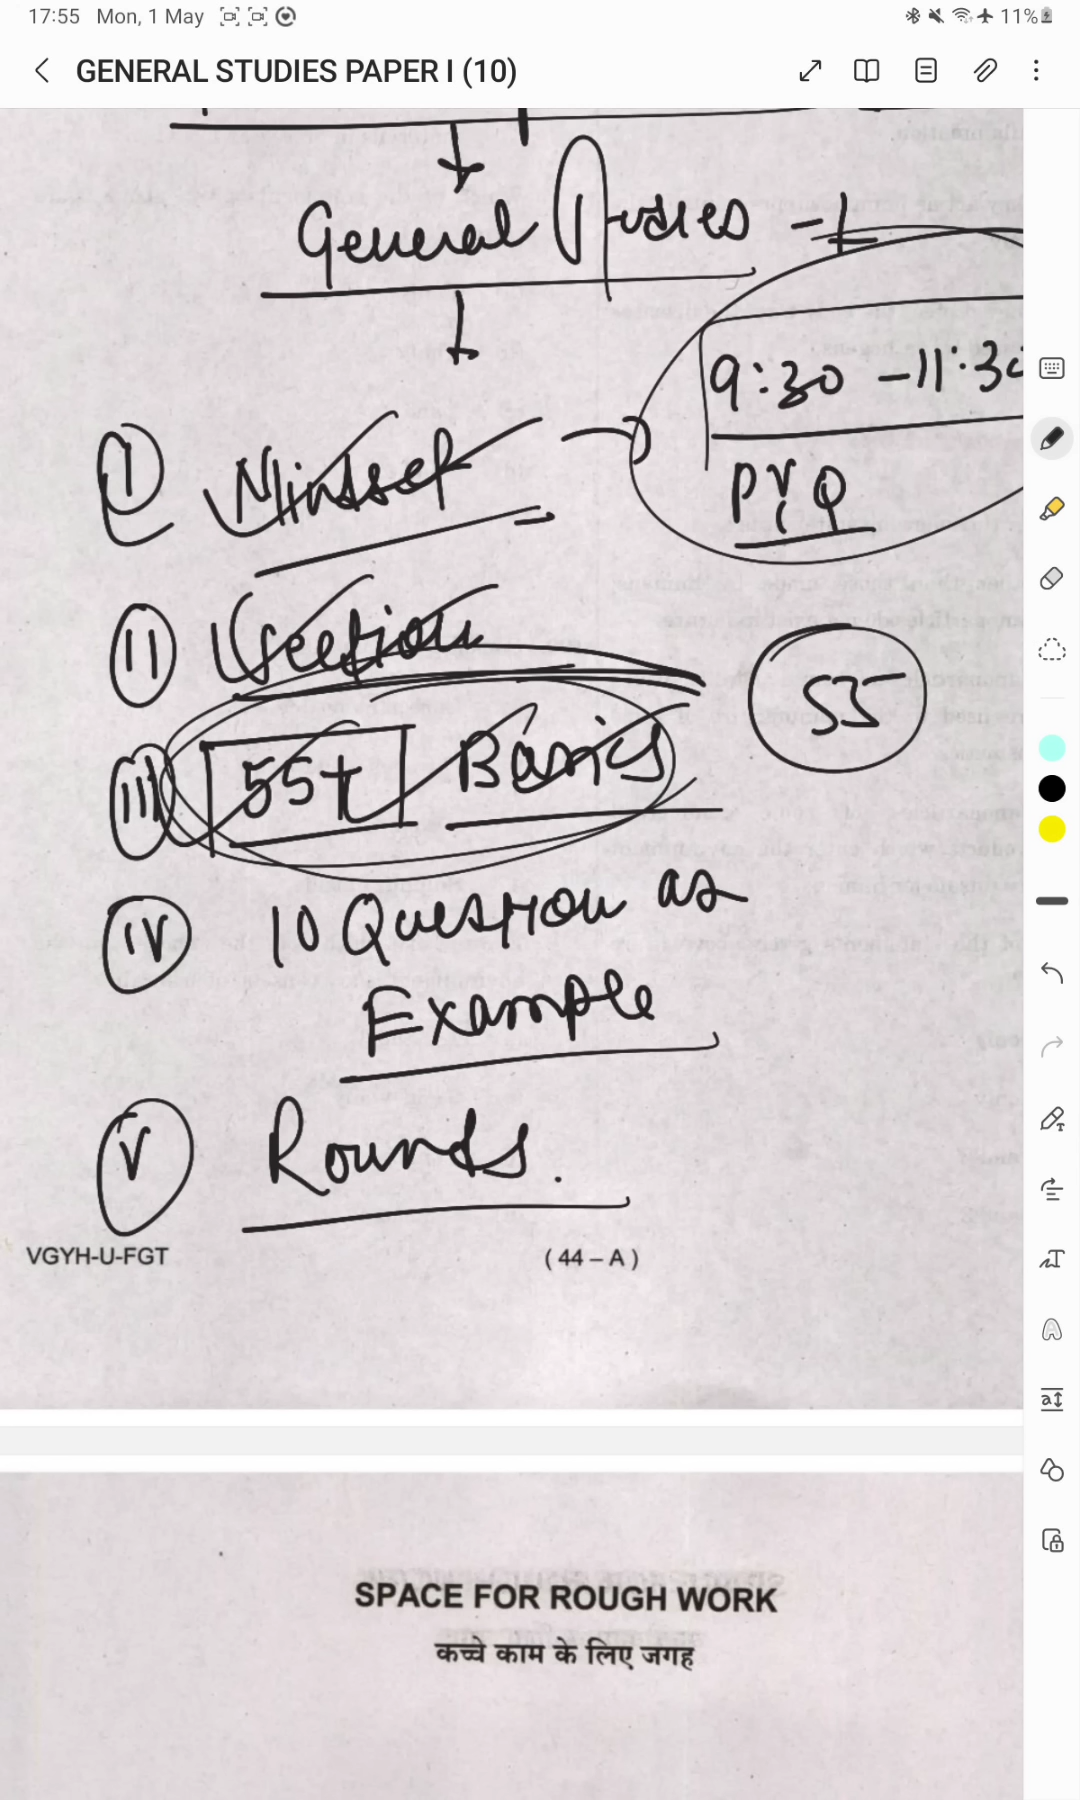 17:55 Mon, 1 May
11%
GENERAL STUDIES PAPER I (10)
General Studies - I
9:30 - 11:30
PYQ
I Mindset
II Section
55
III 55+ Basics
IV 10 Question as
Example
V Rounds.
VGYH-U-FGT
( 44 – A )
SPACE FOR ROUGH WORK
कच्चे काम के लिए जगह